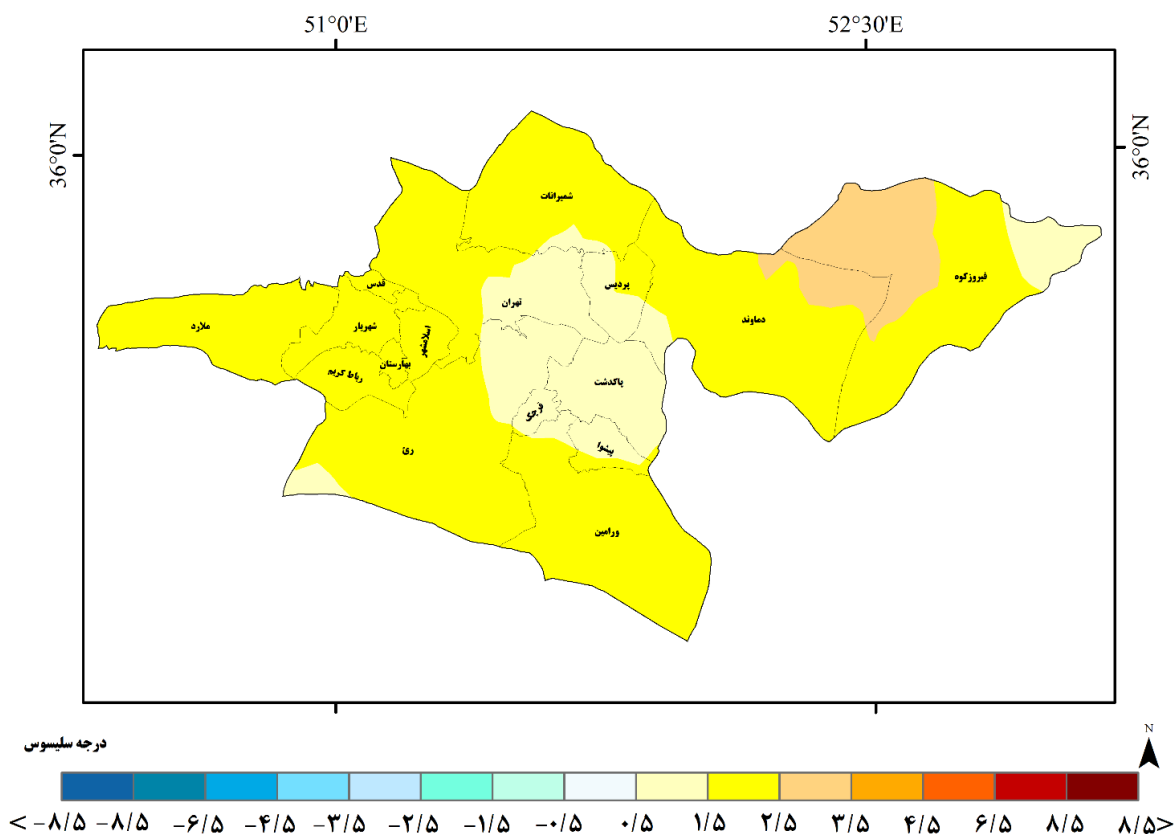 51°0'E 52°30'E
36°0'N 36°0'N
شمیرانات
فیروزکوه
قدس
پردیس
تهران
دماوند
ملارد
شهریار
اسلامشهر
بهارستان
رباط کریم
پاکدشت
قرچک
پیشوا
ری
ورامین
درجه سلیسوس
N
< -۸/۵ -۸/۵ -۶/۵ -۴/۵ -۳/۵ -۲/۵ -۱/۵ -۰/۵ ۰/۵ ۱/۵ ۲/۵ ۳/۵ ۴/۵ ۶/۵ ۸/۵ ۸/۵>